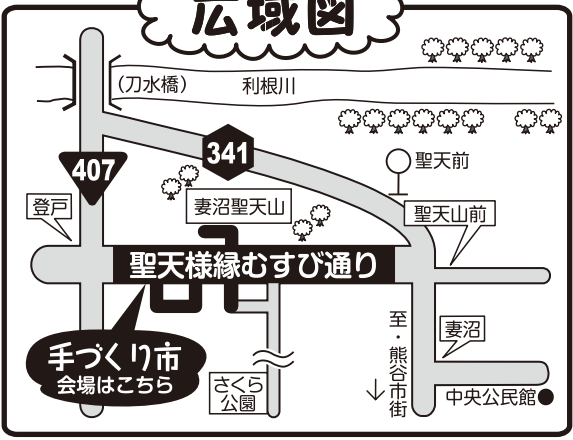 広域図
(刀水橋)
利根川
341
407
聖天前
登戸
妻沼聖天山
聖天山前
聖天様縁むすび通り
至・熊谷市街
妻沼
手づくり市
会場はこちら
さくら
公園
中央公民館